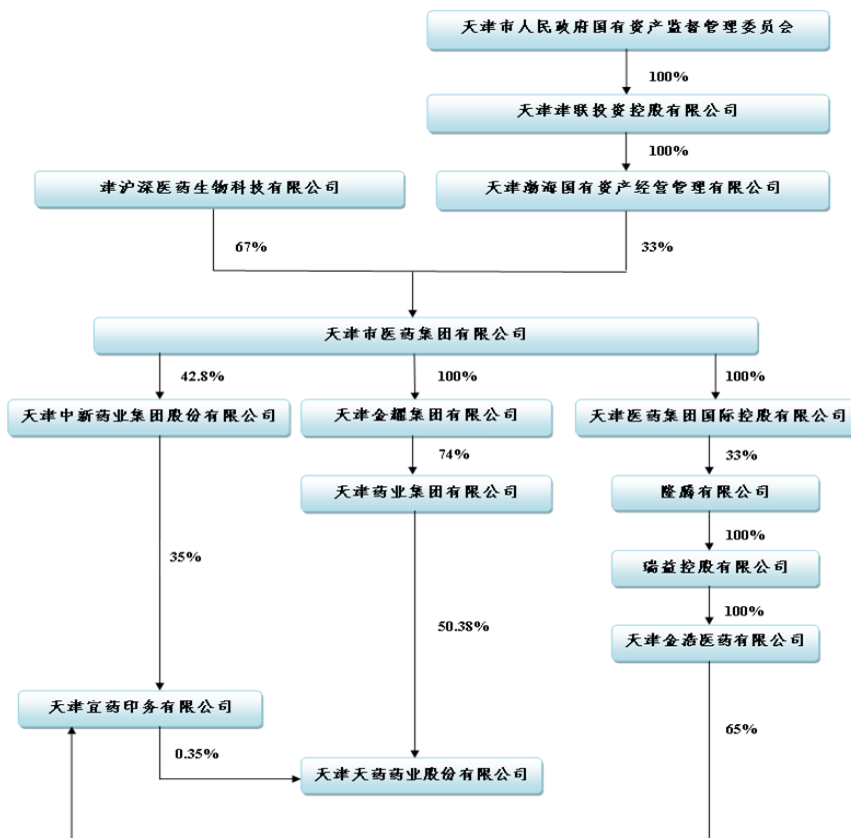 天津市人民政府国有资产监督管理委员会
100%
天津津联投资控股有限公司
100%
津沪深医药生物科技有限公司
天津渤海国有资产经营管理有限公司
67%
33%
天津市医药集团有限公司
42.8%
100%
100%
天津中新药业集团股份有限公司
天津金耀集团有限公司
天津医药集团国际控股有限公司
74%
33%
天津药业集团有限公司
隆腾有限公司
100%
35%
瑞益控股有限公司
100%
50.38%
天津金浩医药有限公司
天津宜药印务有限公司
65%
0.35%
天津天药药业股份有限公司